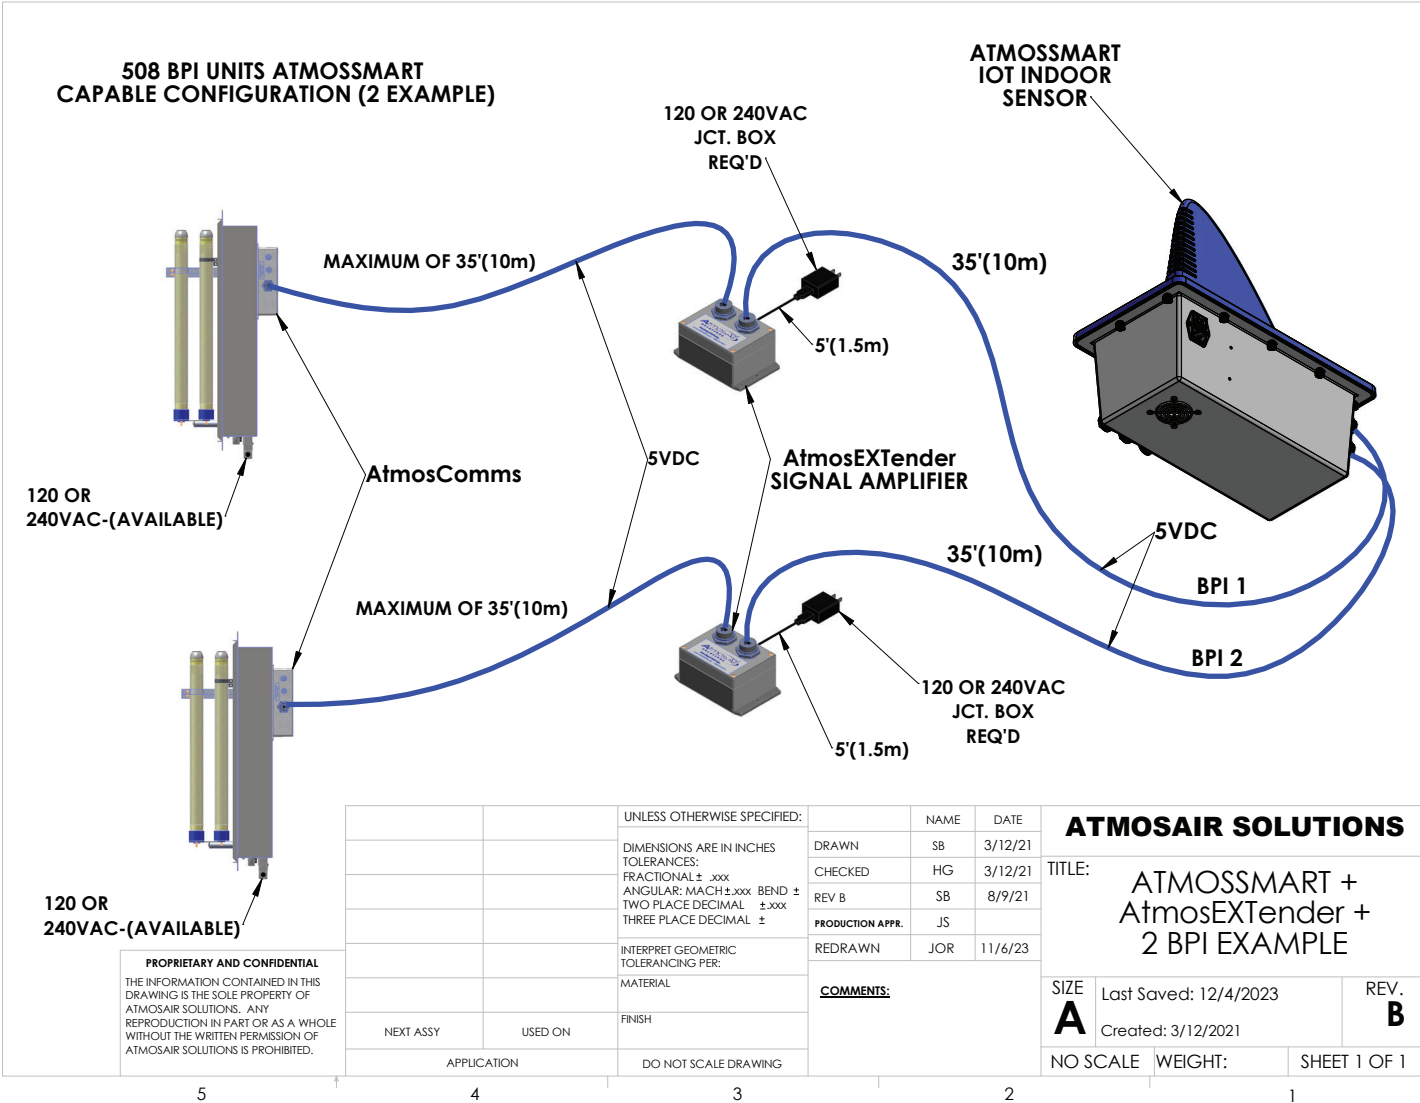 508 BPI UNITS ATMOSSMART
CAPABLE CONFIGURATION (2 EXAMPLE)
ATMOSSMART
IOT INDOOR
SENSOR
120 OR 240VAC
JCT. BOX
REQ'D
MAXIMUM OF 35'(10m)
35'(10m)
5'(1.5m)
5VDC
AtmosEXTender
SIGNAL AMPLIFIER
AtmosComms
120 OR
240VAC-(AVAILABLE)
5VDC
35'(10m)
BPI 1
MAXIMUM OF 35'(10m)
BPI 2
120 OR 240VAC
JCT. BOX
REQ'D
5'(1.5m)
120 OR
240VAC-(AVAILABLE)
PROPRIETARY AND CONFIDENTIAL
THE INFORMATION CONTAINED IN THIS
DRAWING IS THE SOLE PROPERTY OF
ATMOSAIR SOLUTIONS. ANY
REPRODUCTION IN PART OR AS A WHOLE
WITHOUT THE WRITTEN PERMISSION OF
ATMOSAIR SOLUTIONS IS PROHIBITED.
NEXT ASSY
USED ON
APPLICATION
UNLESS OTHERWISE SPECIFIED:
DIMENSIONS ARE IN INCHES
TOLERANCES:
FRACTIONAL ± .xxx
ANGULAR: MACH ±.xxx BEND ±
TWO PLACE DECIMAL ±.xxx
THREE PLACE DECIMAL ±
INTERPRET GEOMETRIC
TOLERANCING PER:
MATERIAL
FINISH
DO NOT SCALE DRAWING
NAME DATE
DRAWN SB 3/12/21
CHECKED HG 3/12/21
REV B SB 8/9/21
PRODUCTION APPR. JS
REDRAWN JOR 11/6/23
COMMENTS:
ATMOSAIR SOLUTIONS
TITLE:
ATMOSSMART +
AtmosEXTender +
2 BPI EXAMPLE
SIZE
A
Last Saved: 12/4/2023
Created: 3/12/2021
REV.
B
NO SCALE
WEIGHT:
SHEET 1 OF 1
5 4 3 2 1